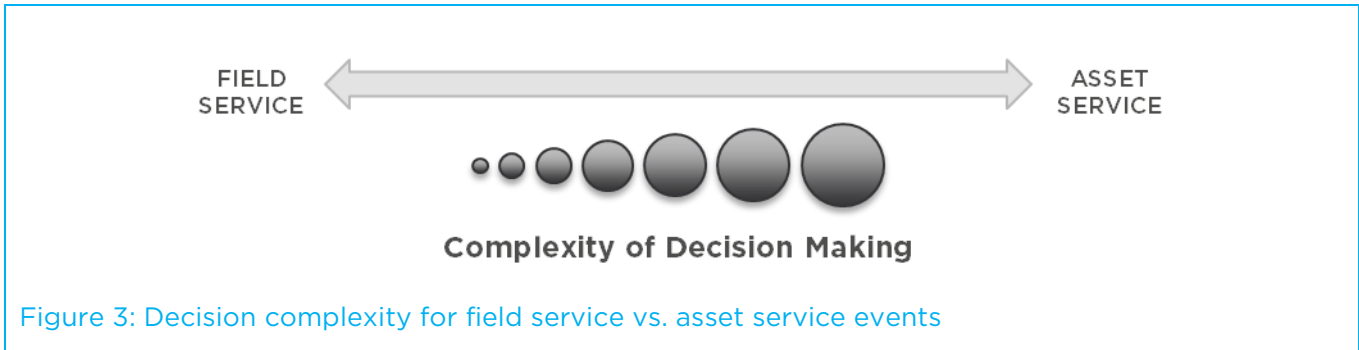 FIELD
SERVICE
ASSET
SERVICE
Complexity of Decision Making
Figure 3: Decision complexity for field service vs. asset service events